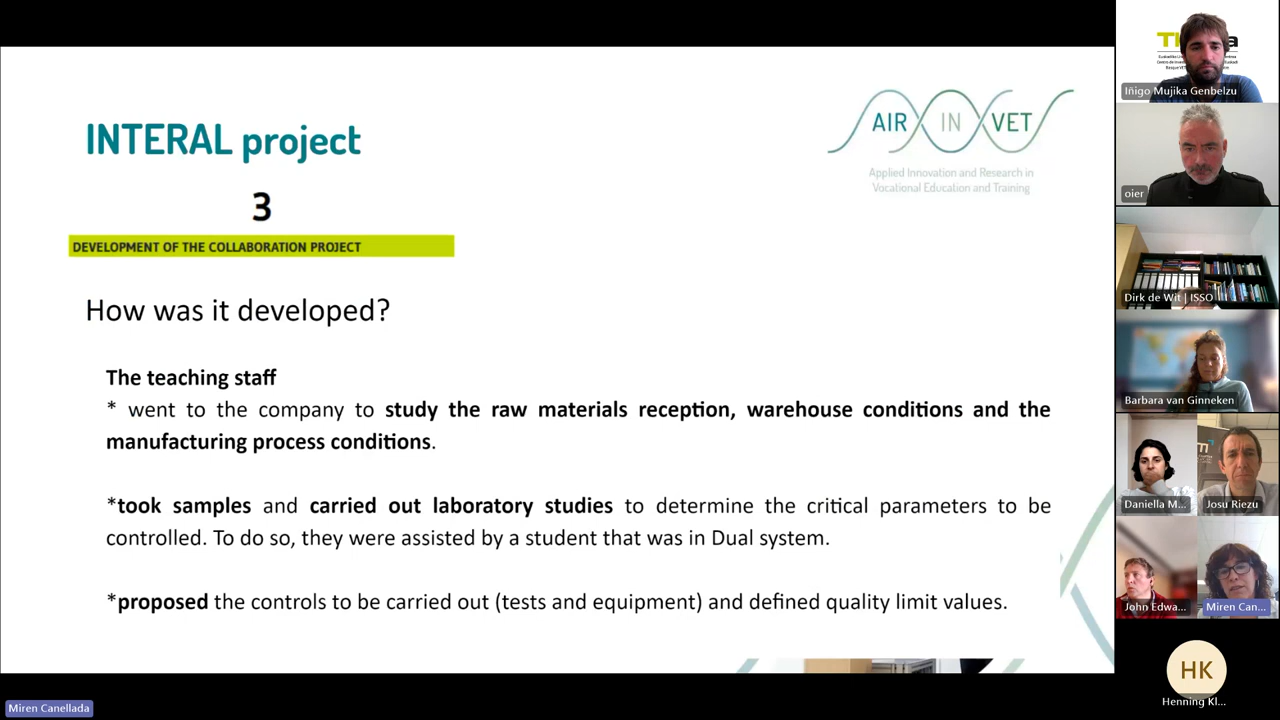 INTERAL project
3
DEVELOPMENT OF THE COLLABORATION PROJECT
AIR IN VET
Applied Innovation and Research in
Vocational Education and Training
How was it developed?
The teaching staff
* went to the company to study the raw materials reception, warehouse conditions and the
manufacturing process conditions.
*took samples and carried out laboratory studies to determine the critical parameters to be
controlled. To do so, they were assisted by a student that was in Dual system.
*proposed the controls to be carried out (tests and equipment) and defined quality limit values.
Miren Canellada
Iñigo Mujika Genbelzu
oier
Dirk de Wit | ISSO
Barbara van Ginneken
Daniella M...
Josu Riezu
John Edwa...
Miren Can...
HK
Henning Kl...